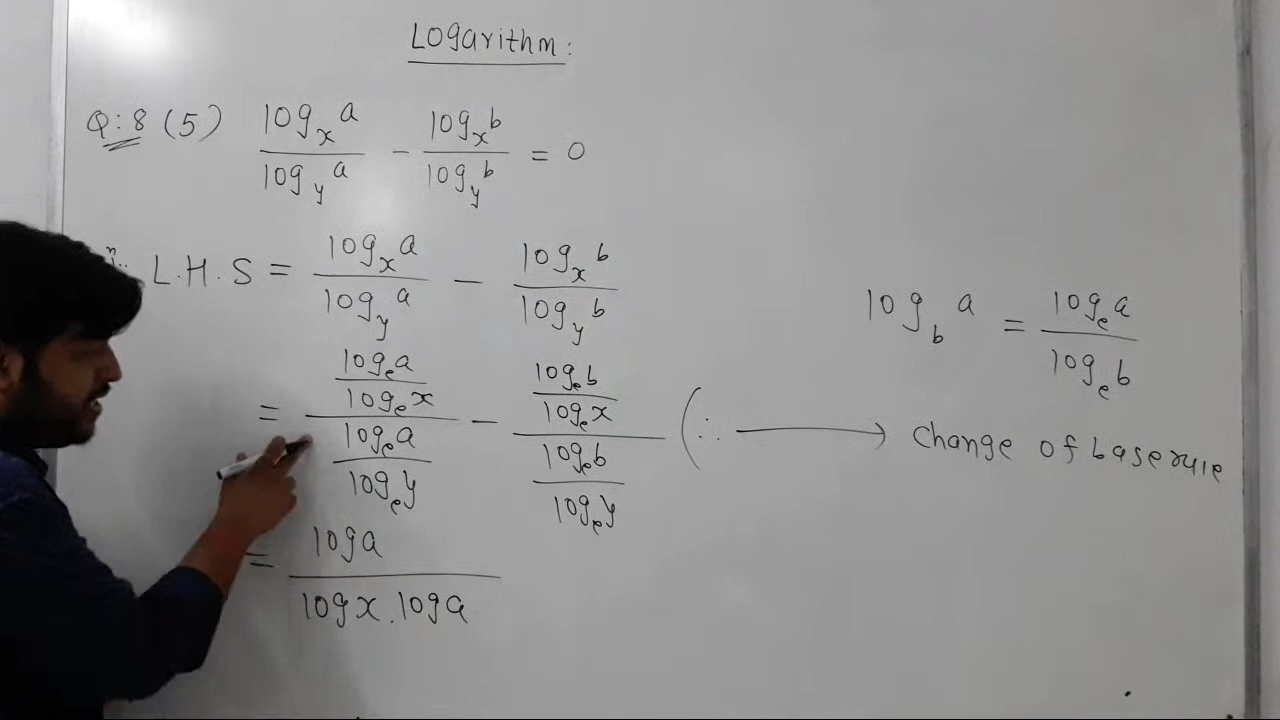 Logarithm:
Q:8 (5) log_x a / log_y a - log_x b / log_y b = 0
L.H.S = log_x a / log_y a - log_x b / log_y b
log_b a = log_e a / log_e b
= (log_e a / log_e x) / (log_e a / log_e y) - (log_e b / log_e x) / (log_e b / log_e y) (∵ → Change of base rule
= log a / log x . log a